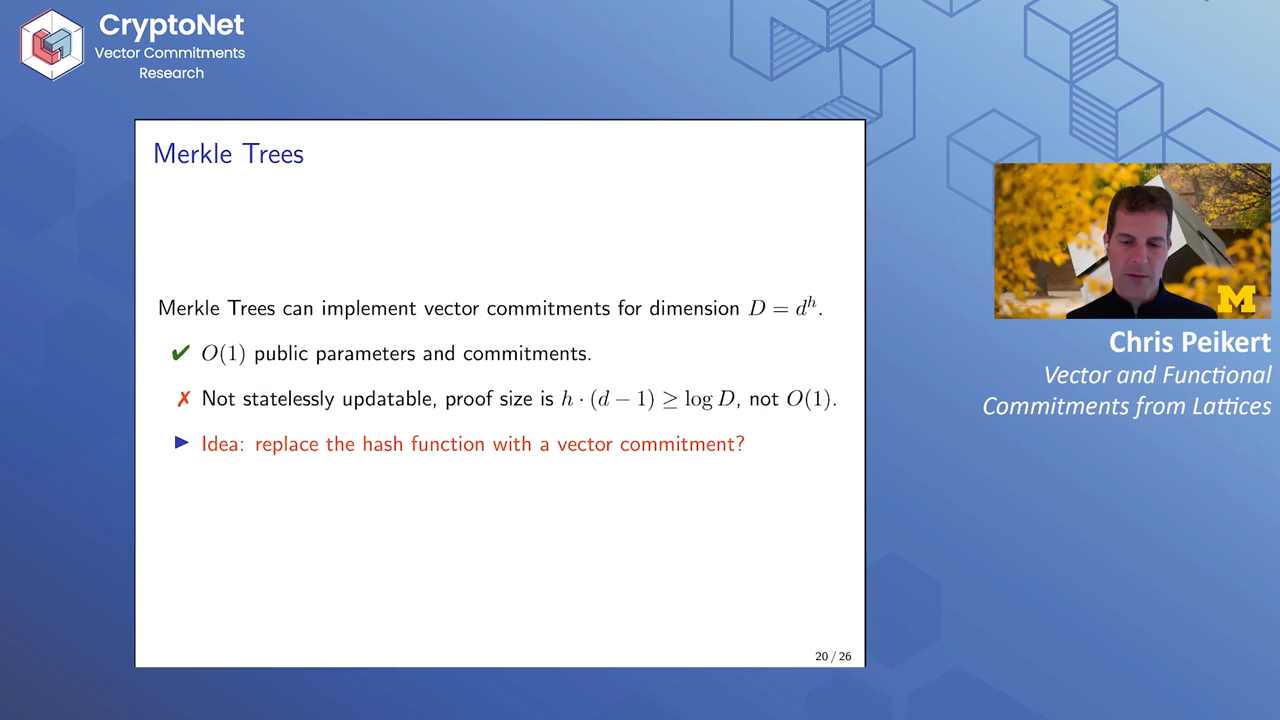 CryptoNet
Vector Commitments
Research
Merkle Trees
Merkle Trees can implement vector commitments for dimension D = d^h.
✔ O(1) public parameters and commitments.
✗ Not statelessly updatable, proof size is h · (d − 1) ≥ log D, not O(1).
▶ Idea: replace the hash function with a vector commitment?
20 / 26
M
Chris Peikert
Vector and Functional
Commitments from Lattices